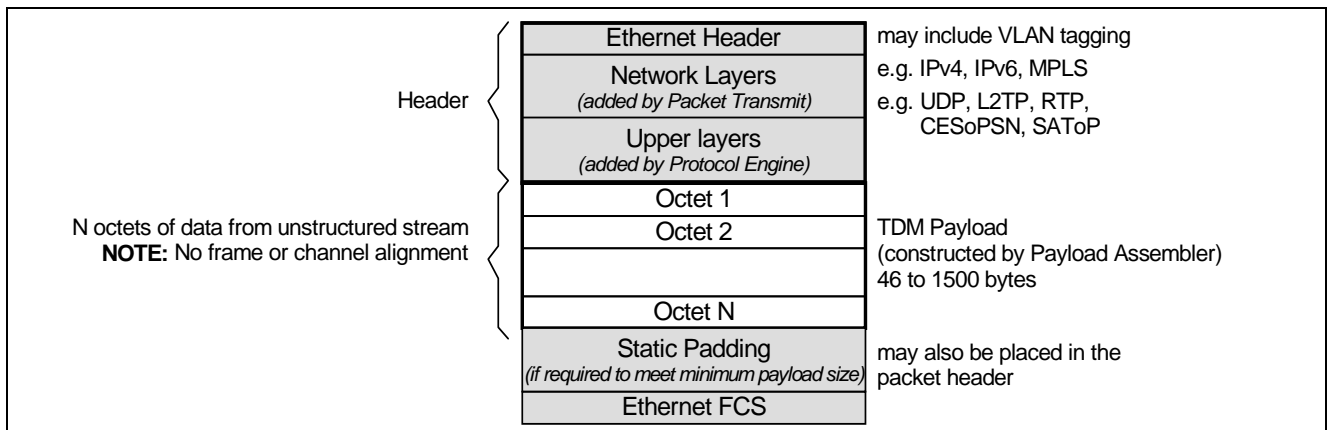 Ethernet Header
may include VLAN tagging
Network Layers
(added by Packet Transmit)
e.g. IPv4, IPv6, MPLS
Header
e.g. UDP, L2TP, RTP,
CESoPSN, SAToP
Upper layers
(added by Protocol Engine)
Octet 1
N octets of data from unstructured stream
NOTE: No frame or channel alignment
Octet 2
TDM Payload
(constructed by Payload Assembler)
46 to 1500 bytes
Octet N
Static Padding
(if required to meet minimum payload size)
may also be placed in the
packet header
Ethernet FCS